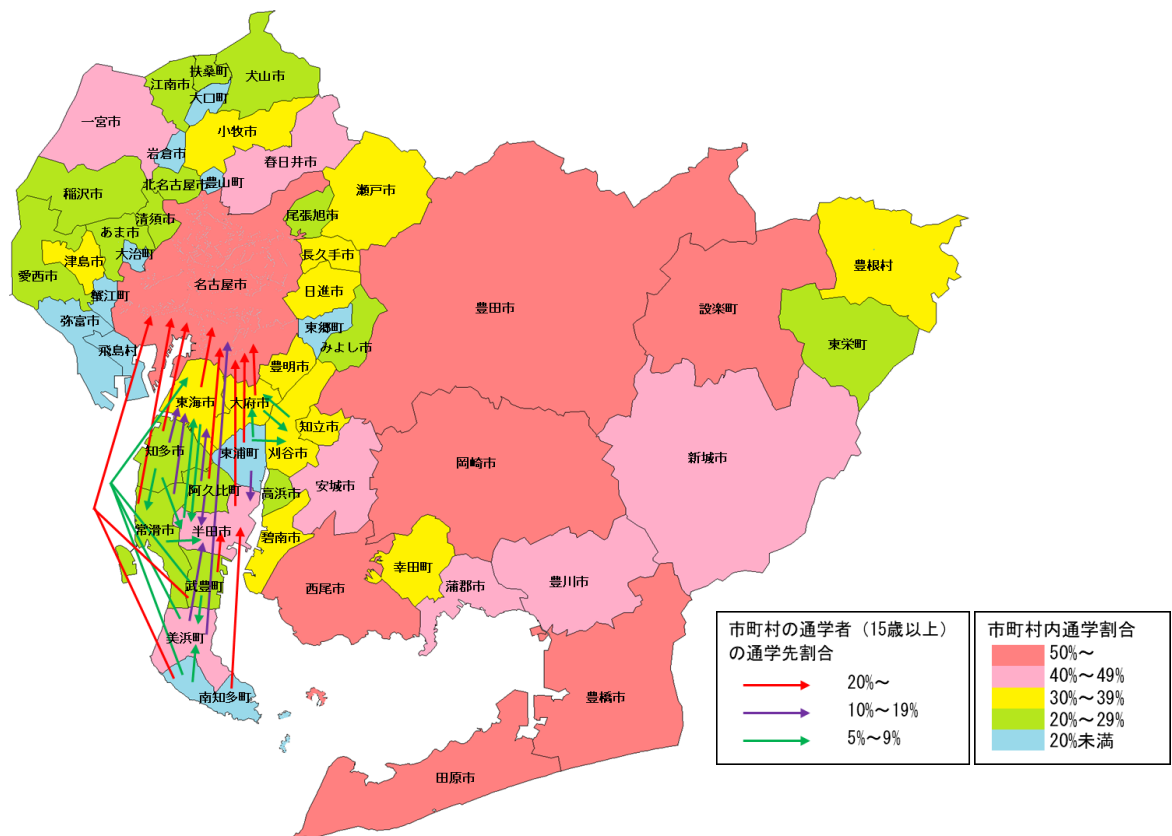 扶桑町
犬山市
江南市
大口町
一宮市
小牧市
岩倉市
春日井市
北名古屋市
豊山町
瀬戸市
稲沢市
清須市
尾張旭市
あま市
大治町
津島市
長久手市
愛西市
名古屋市
日進市
蟹江町
弥富市
東郷町
飛島村
みよし市
豊田市
設楽町
豊根村
東栄町
豊明市
東海市
大府市
知立市
知多市
東浦町
刈谷市
岡崎市
新城市
阿久比町
高浜市
安城市
常滑市
半田市
碧南市
武豊町
西尾市
幸田町
蒲郡市
豊川市
美浜町
南知多町
豊橋市
田原市
市町村の通学者（15歳以上）
の通学先割合
20%～
10%～19%
5%～9%
市町村内通学割合
50%～
40%～49%
30%～39%
20%～29%
20%未満